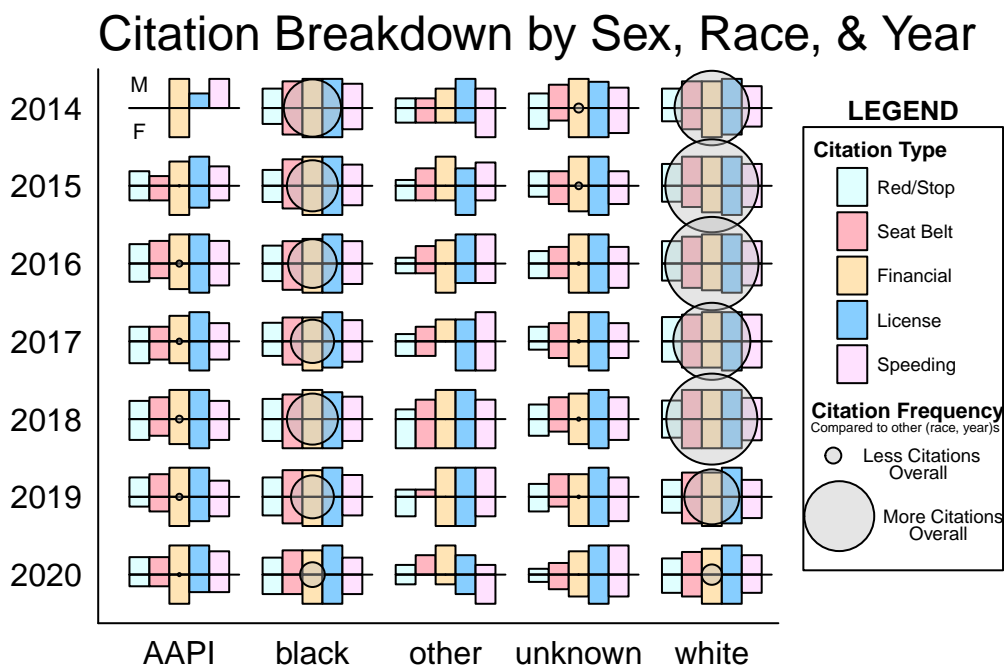 Citation Breakdown by Sex, Race, & Year
M
F
2014
2015
2016
2017
2018
2019
2020
AAPI
black
other
unknown
white
LEGEND
Citation Type
Red/Stop
Seat Belt
Financial
License
Speeding
Citation Frequency
Compared to other (race, year)s
Less Citations
Overall
More Citations
Overall